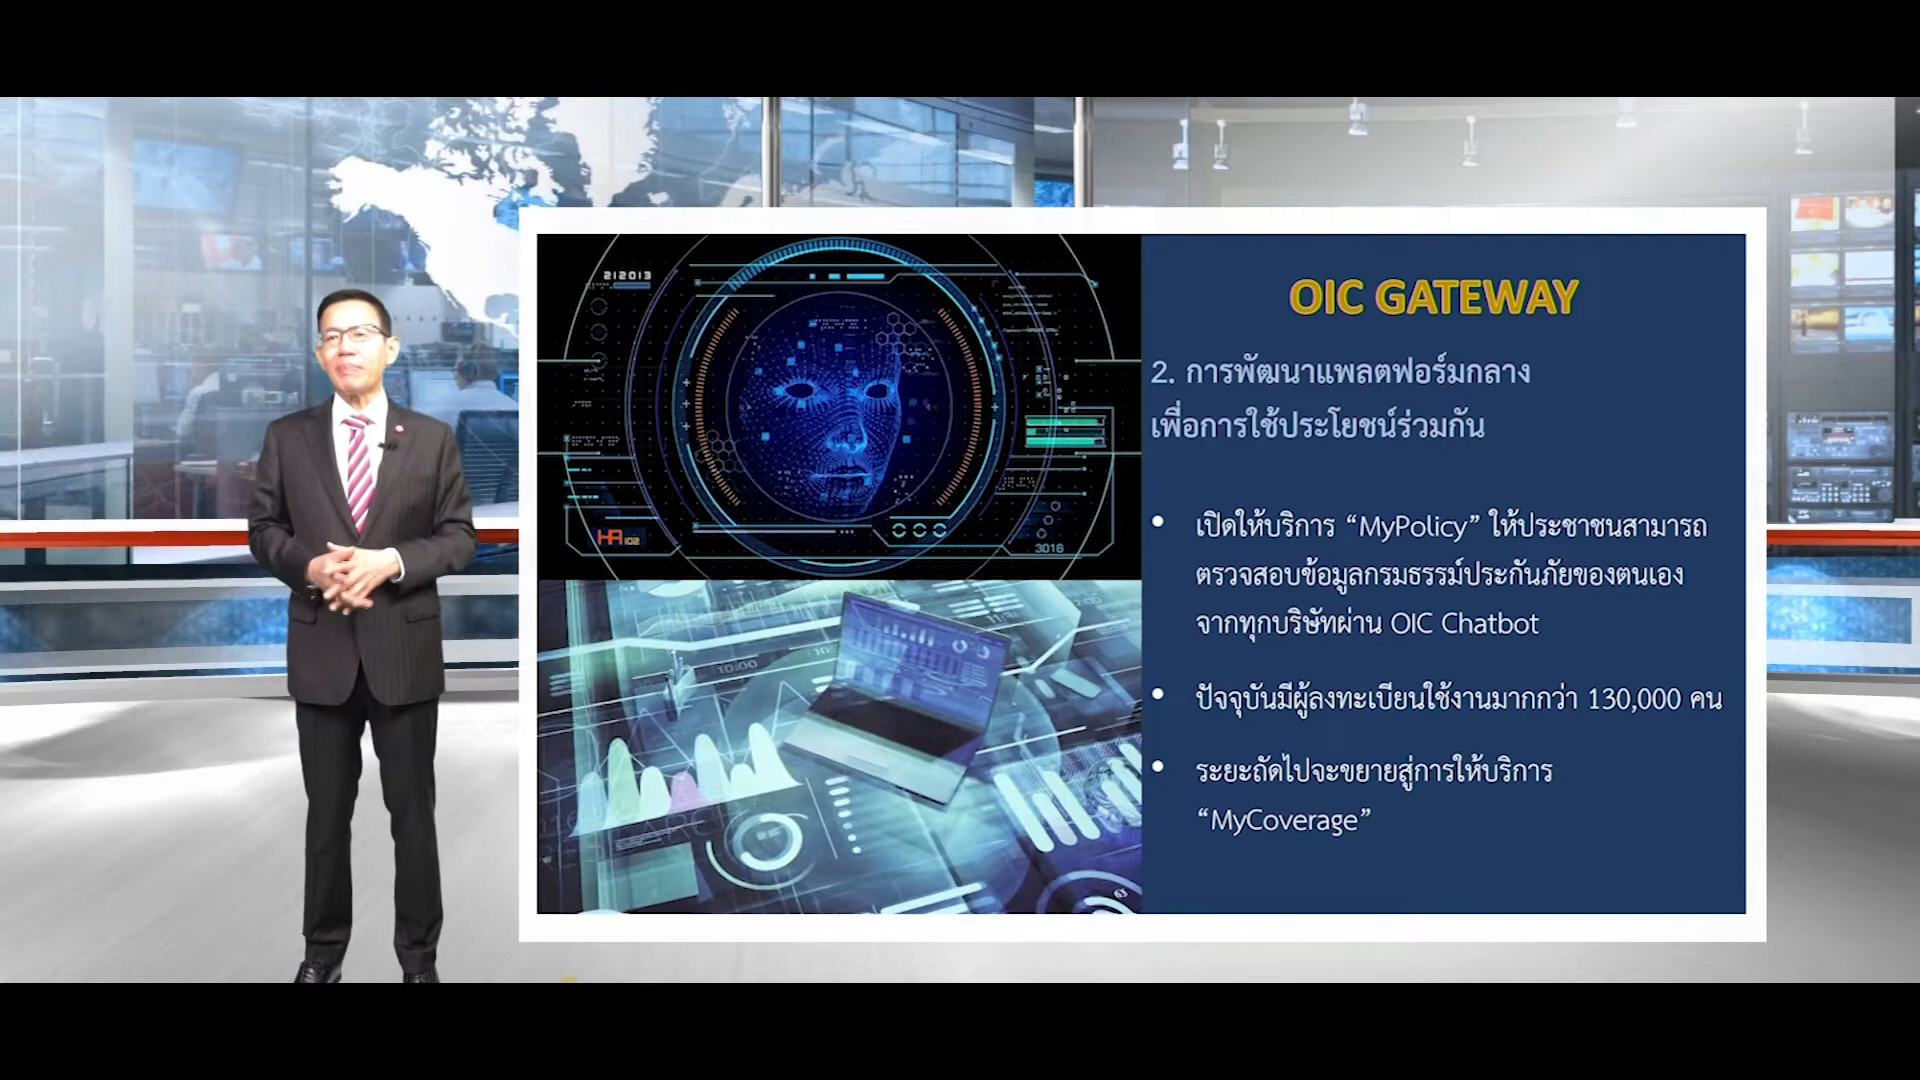 212013
HA 102
3016
10:00
OIC GATEWAY
2. การพัฒนาแพลตฟอร์มกลาง
เพื่อการใช้ประโยชน์ร่วมกัน
• เปิดให้บริการ “MyPolicy” ให้ประชาชนสามารถ
ตรวจสอบข้อมูลกรมธรรม์ประกันภัยของตนเอง
จากทุกบริษัทผ่าน OIC Chatbot
• ปัจจุบันมีผู้ลงทะเบียนใช้งานมากกว่า 130,000 คน
• ระยะถัดไปจะขยายสู่การให้บริการ
“MyCoverage”